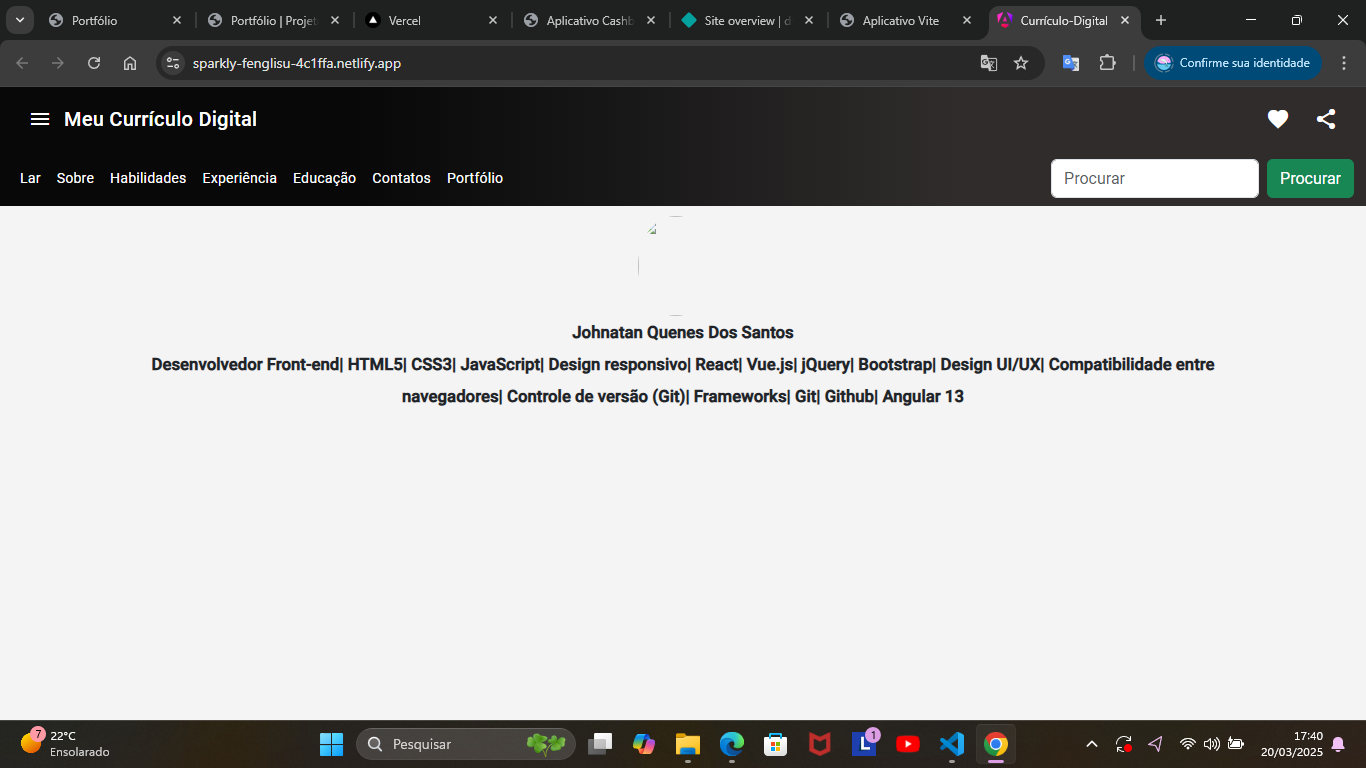 Portfólio
Portfólio | Projet
Vercel
Aplicativo Cashb
Site overview | d
Aplicativo Vite
Currículo-Digital
sparkly-fenglisu-4c1ffa.netlify.app
Confirme sua identidade
Meu Currículo Digital
Lar Sobre Habilidades Experiência Educação Contatos Portfólio
Procurar
Procurar
Johnatan Quenes Dos Santos
Desenvolvedor Front-end| HTML5| CSS3| JavaScript| Design responsivo| React| Vue.js| jQuery| Bootstrap| Design UI/UX| Compatibilidade entre
navegadores| Controle de versão (Git)| Frameworks| Git| Github| Angular 13
7
22°C
Ensolarado
Pesquisar
L
1
17:40
20/03/2025